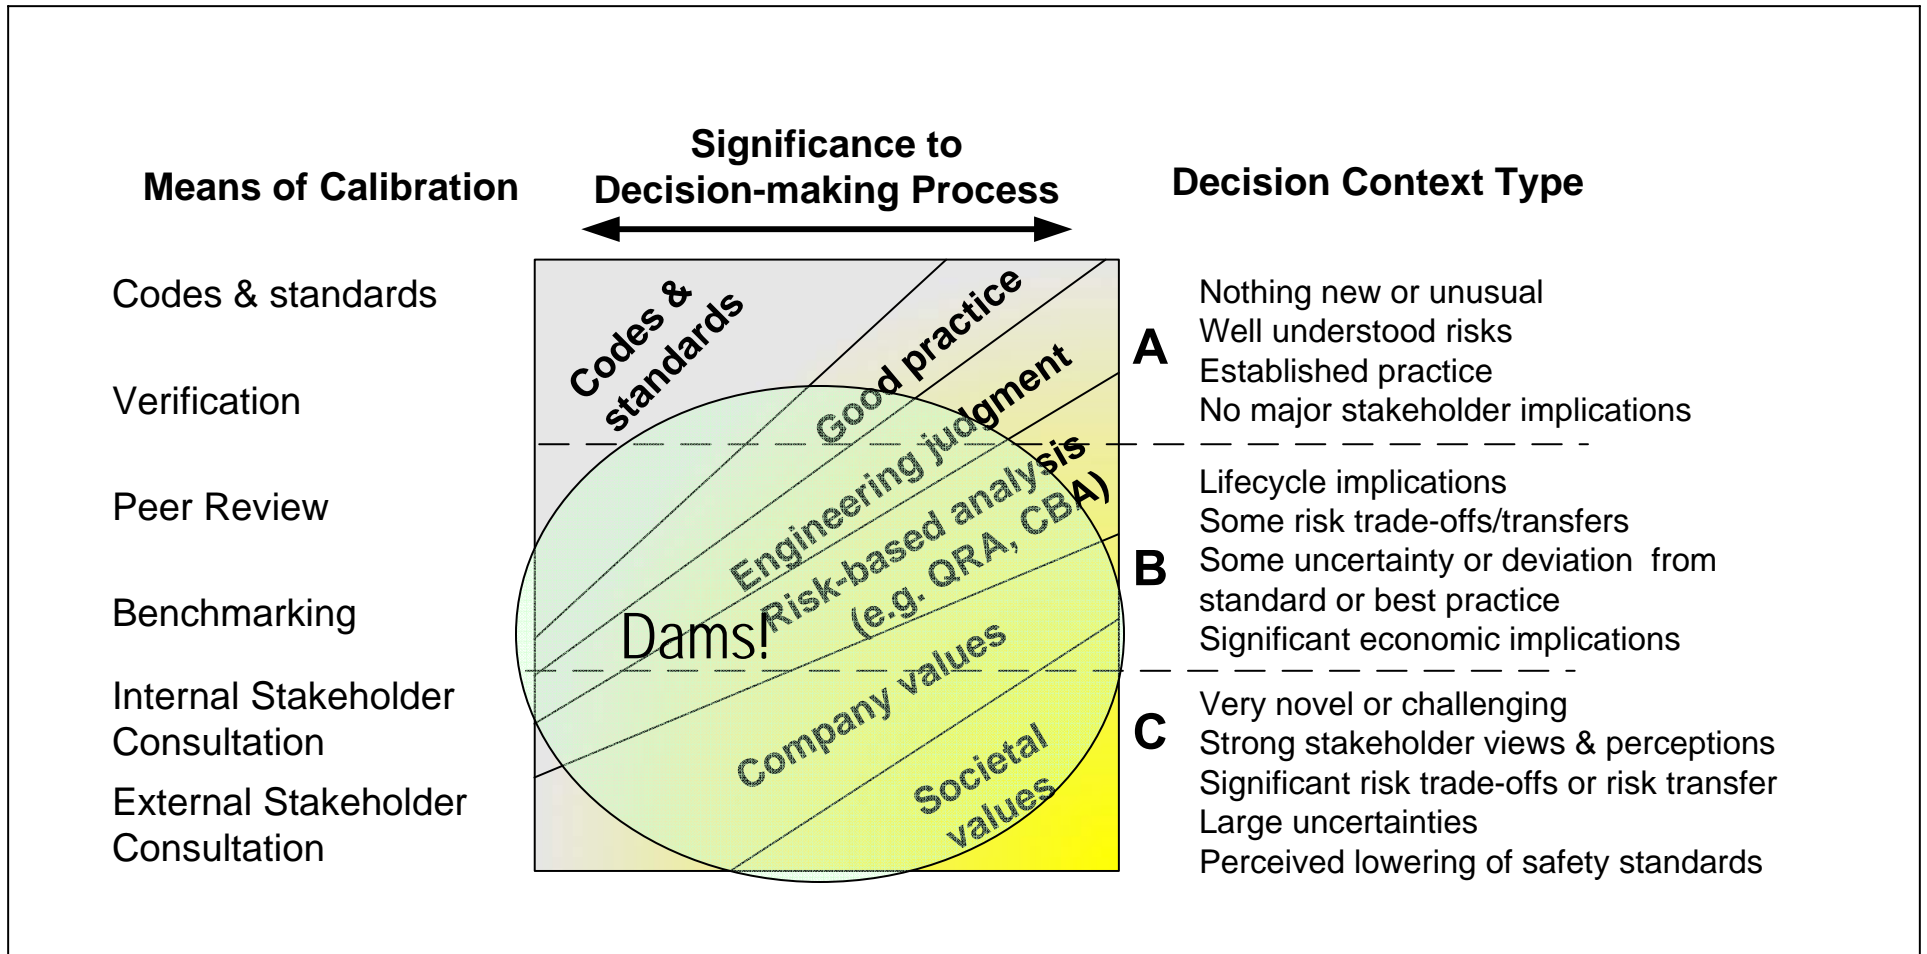 Means of Calibration
Significance to
Decision-making Process
Decision Context Type
Codes & standards
Verification
Peer Review
Benchmarking
Internal Stakeholder
Consultation
External Stakeholder
Consultation
Codes &
standards
Good practice
Engineering judgment
Risk-based analysis
(e.g. QRA, CBA)
Dams!
Company values
Societal
values
A
Nothing new or unusual
Well understood risks
Established practice
No major stakeholder implications
B
Lifecycle implications
Some risk trade-offs/transfers
Some uncertainty or deviation from
standard or best practice
Significant economic implications
C
Very novel or challenging
Strong stakeholder views & perceptions
Significant risk trade-offs or risk transfer
Large uncertainties
Perceived lowering of safety standards